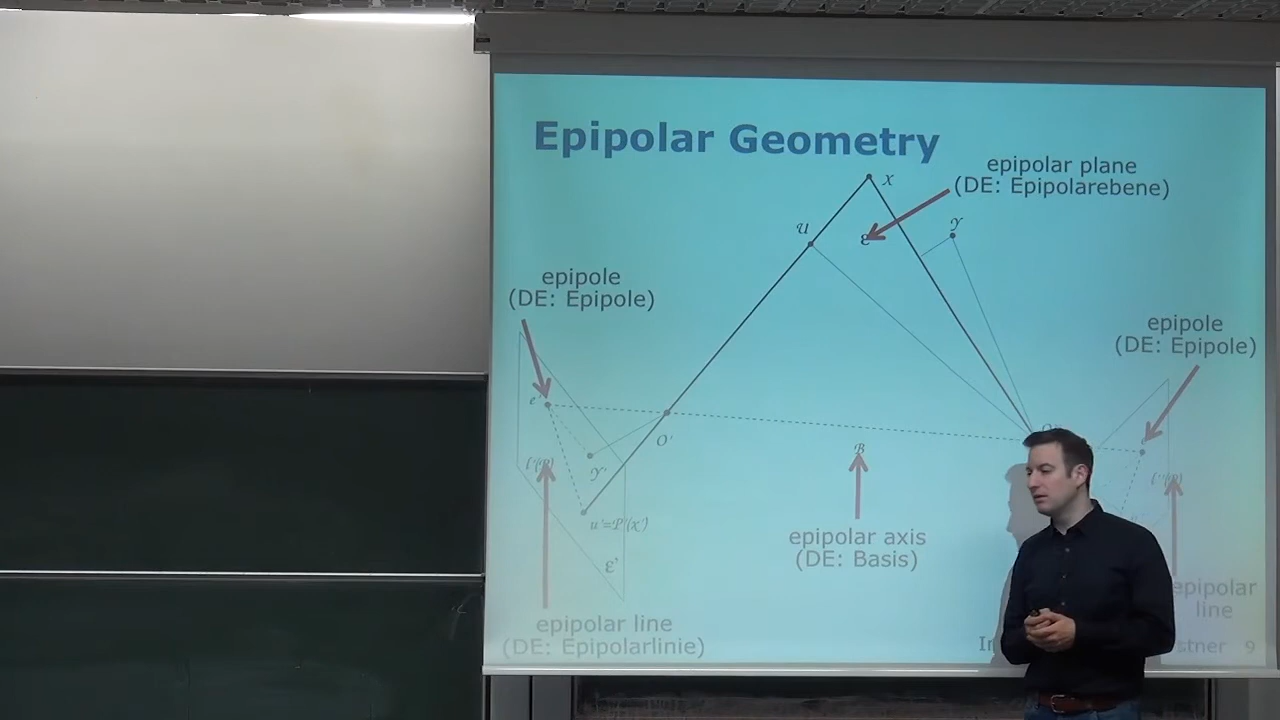 Epipolar Geometry
epipolar plane
(DE: Epipolarebene)
x
u
ε
y
epipole
(DE: Epipole)
epipole
(DE: Epipole)
e'
O'
B
y'
u'=P'(x')
ε'
epipolar axis
(DE: Basis)
epipolar
line
epipolar line
(DE: Epipolarlinie)
stner 9